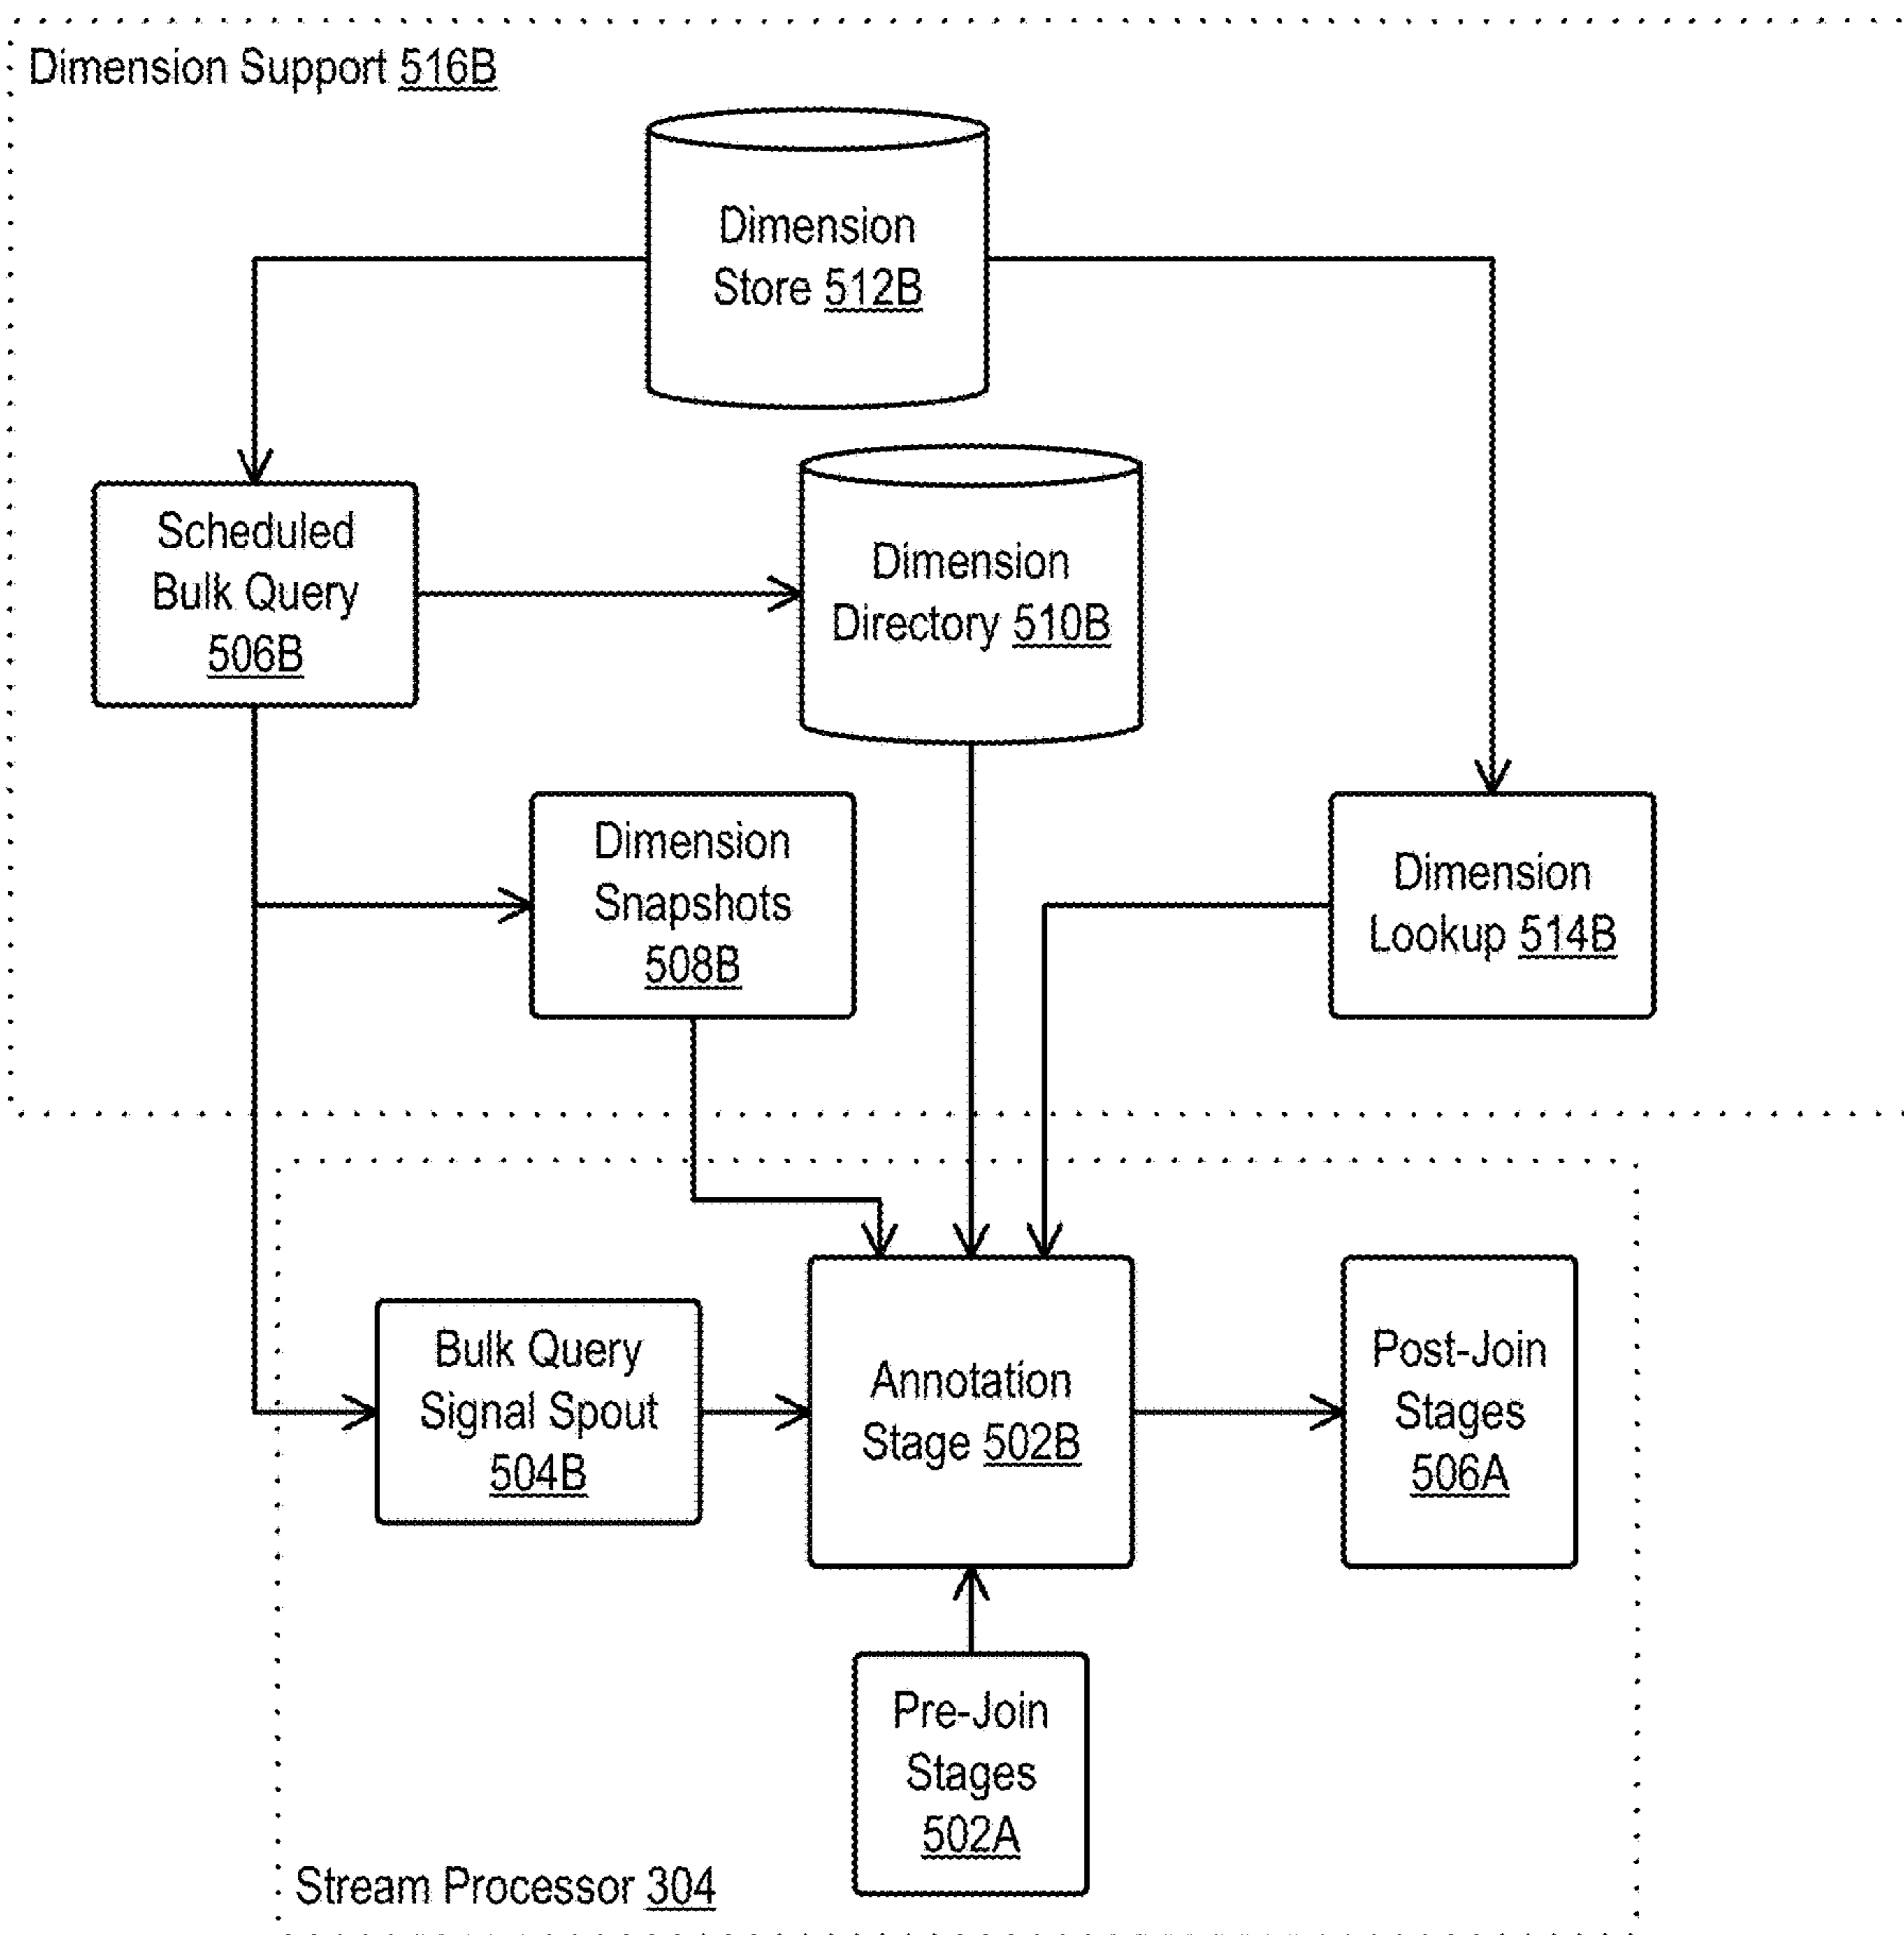 Dimension Support 516B
Dimension
Store 512B
Scheduled
Bulk Query
506B
Dimension
Directory 510B
Dimension
Snapshots
508B
Dimension
Lookup 514B
Bulk Query
Signal Spout
504B
Annotation
Stage 502B
Post-Join
Stages
506A
Pre-Join
Stages
502A
Stream Processor 304